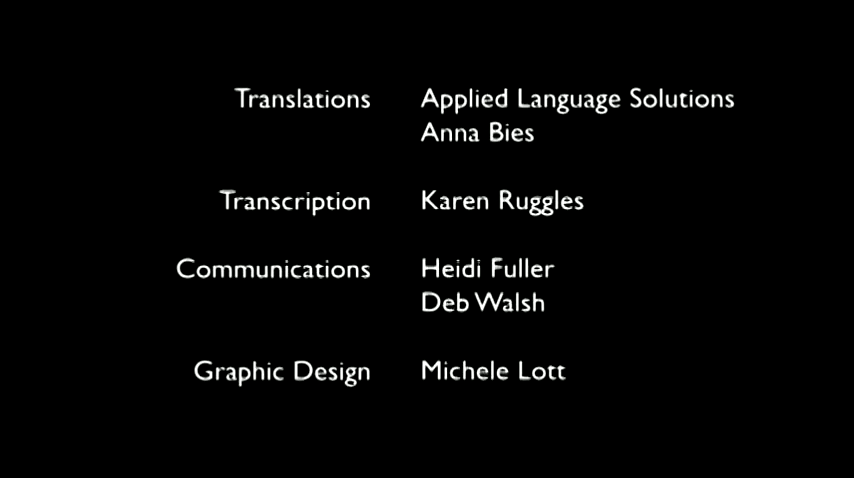 Translations Applied Language Solutions
Anna Bies
Transcription Karen Ruggles
Communications Heidi Fuller
Deb Walsh
Graphic Design Michele Lott